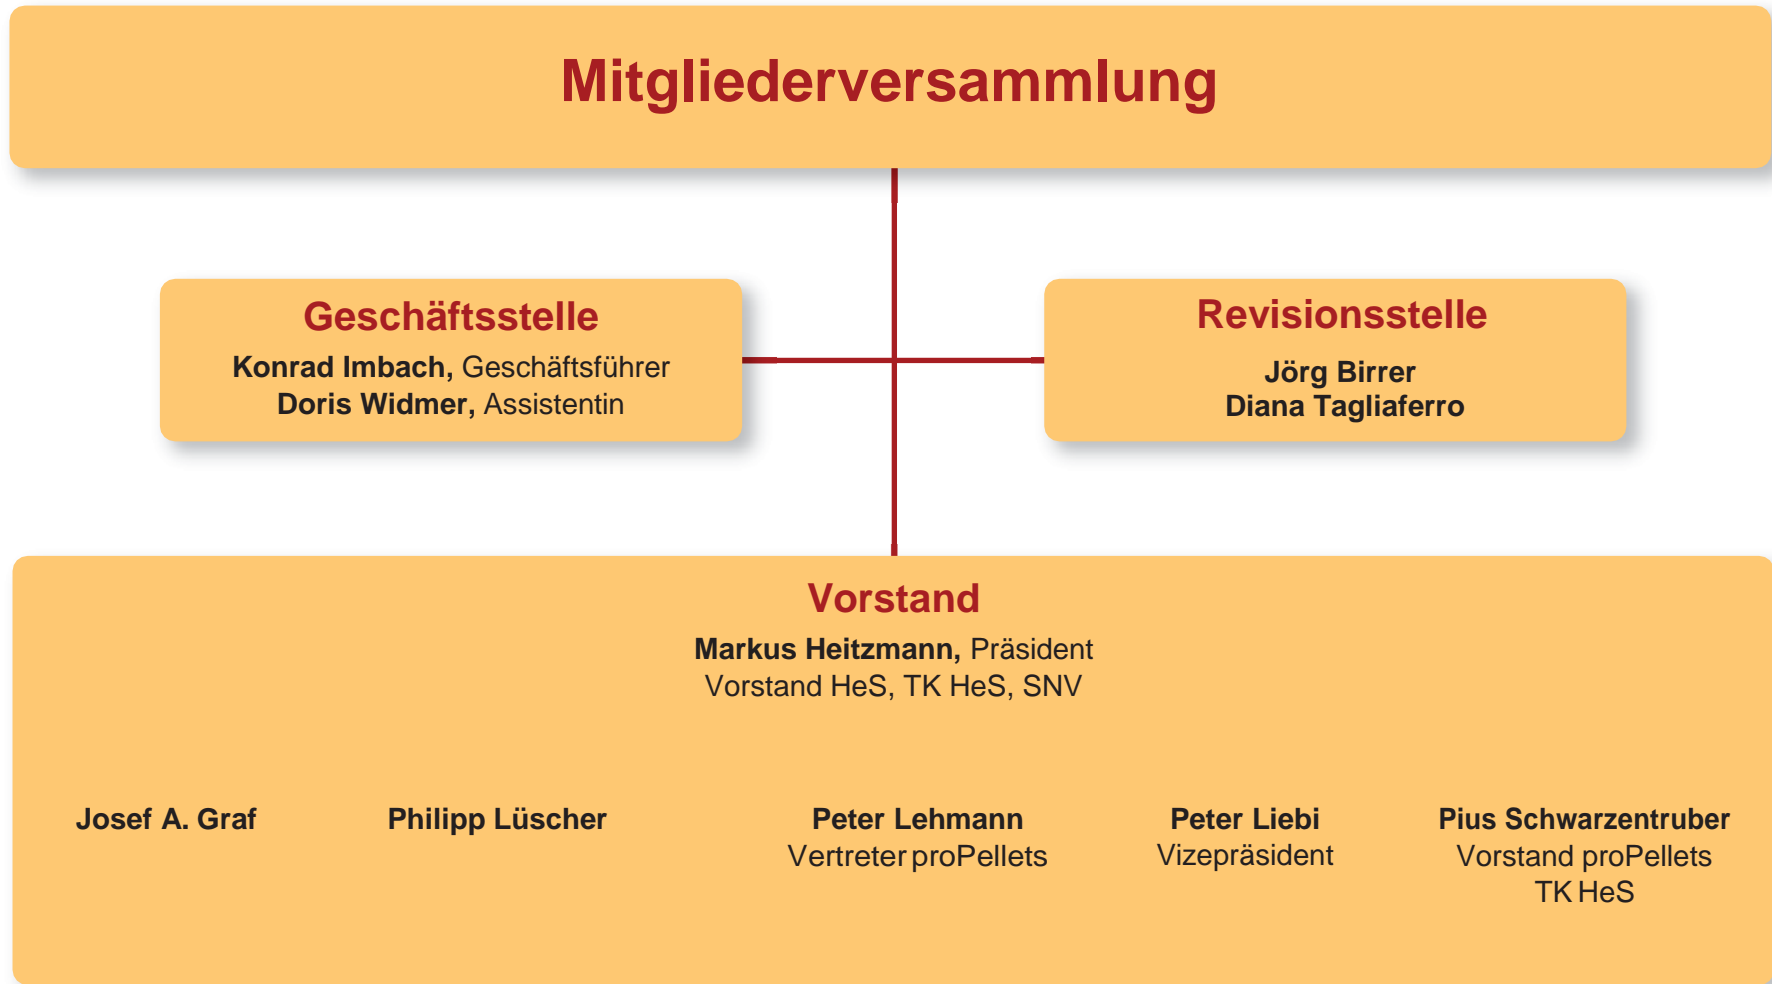 Mitgliederversammlung
Geschäftsstelle
Konrad Imbach, Geschäftsführer
Doris Widmer, Assistentin
Revisionsstelle
Jörg Birrer
Diana Tagliaferro
Vorstand
Markus Heitzmann, Präsident
Vorstand HeS, TK HeS, SNV
Josef A. Graf
Philipp Lüscher
Peter Lehmann
Vertreter proPellets
Peter Liebi
Vizepräsident
Pius Schwarzentruber
Vorstand proPellets
TK HeS